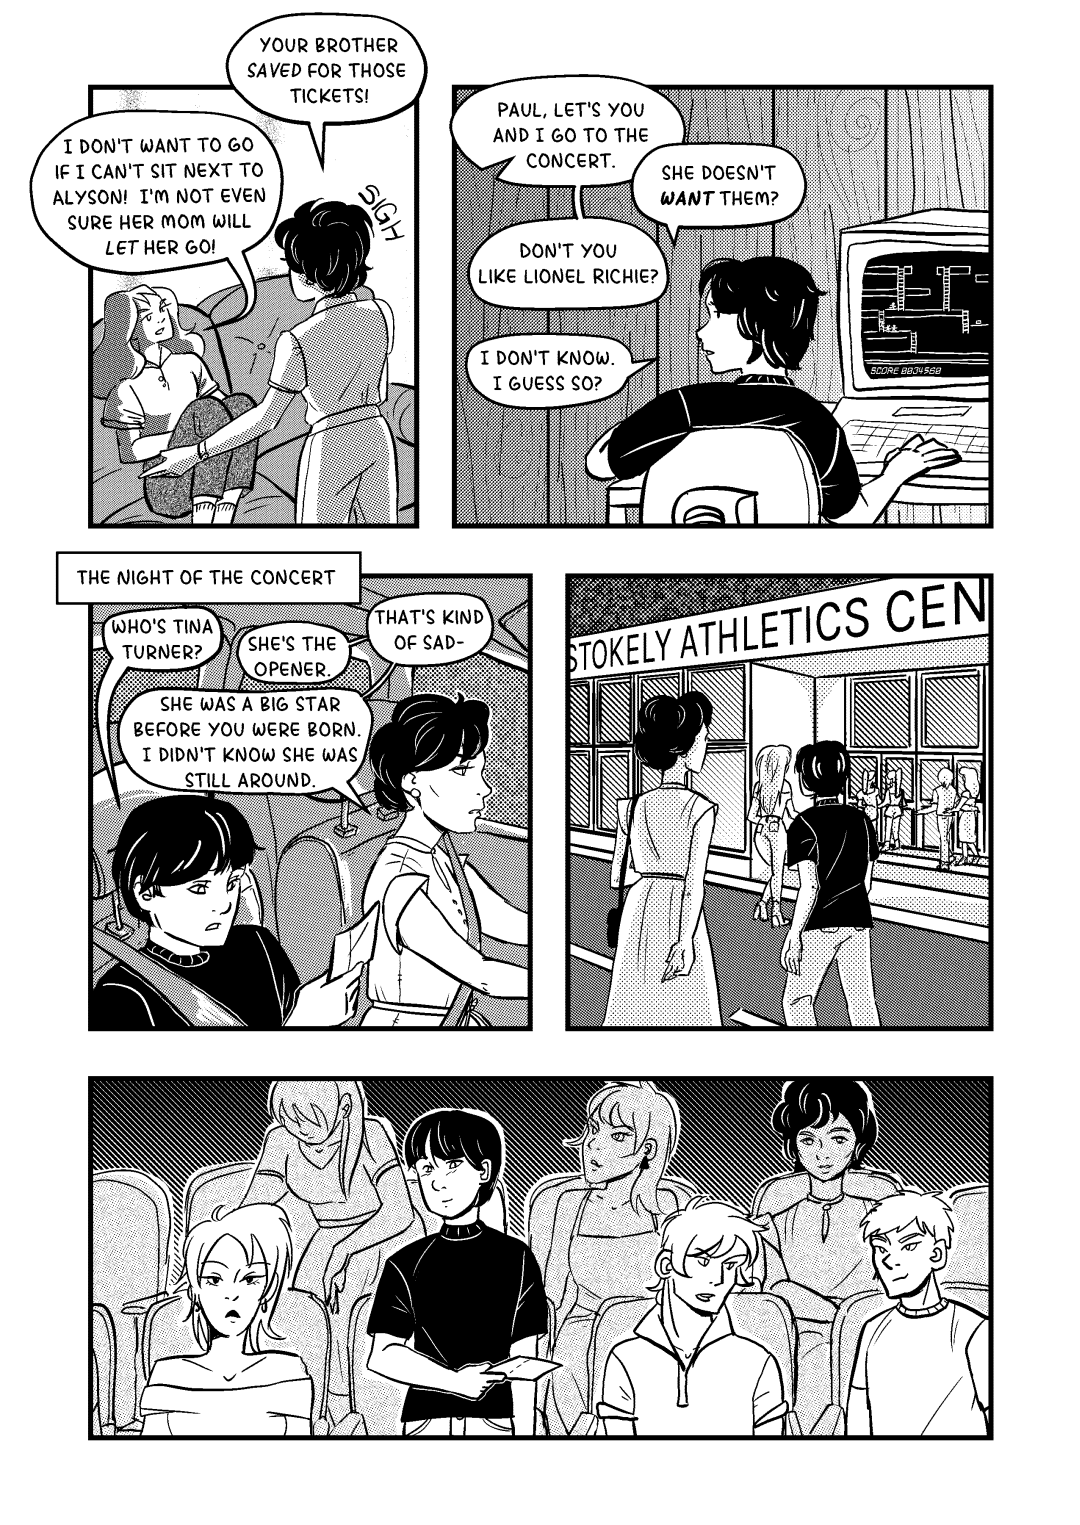 YOUR BROTHER
SAVED FOR THOSE
TICKETS!
I DON'T WANT TO GO
IF I CAN'T SIT NEXT TO
ALYSON! I'M NOT EVEN
SURE HER MOM WILL
LET HER GO!
SIGH
PAUL, LET'S YOU
AND I GO TO THE
CONCERT.
SHE DOESN'T
WANT THEM?
DON'T YOU
LIKE LIONEL RICHIE?
I DON'T KNOW.
I GUESS SO?
SCORE 0034560
THE NIGHT OF THE CONCERT
WHO'S TINA
TURNER?
SHE'S THE
OPENER.
THAT'S KIND
OF SAD-
SHE WAS A BIG STAR
BEFORE YOU WERE BORN.
I DIDN'T KNOW SHE WAS
STILL AROUND.
STOKELY ATHLETICS CEN